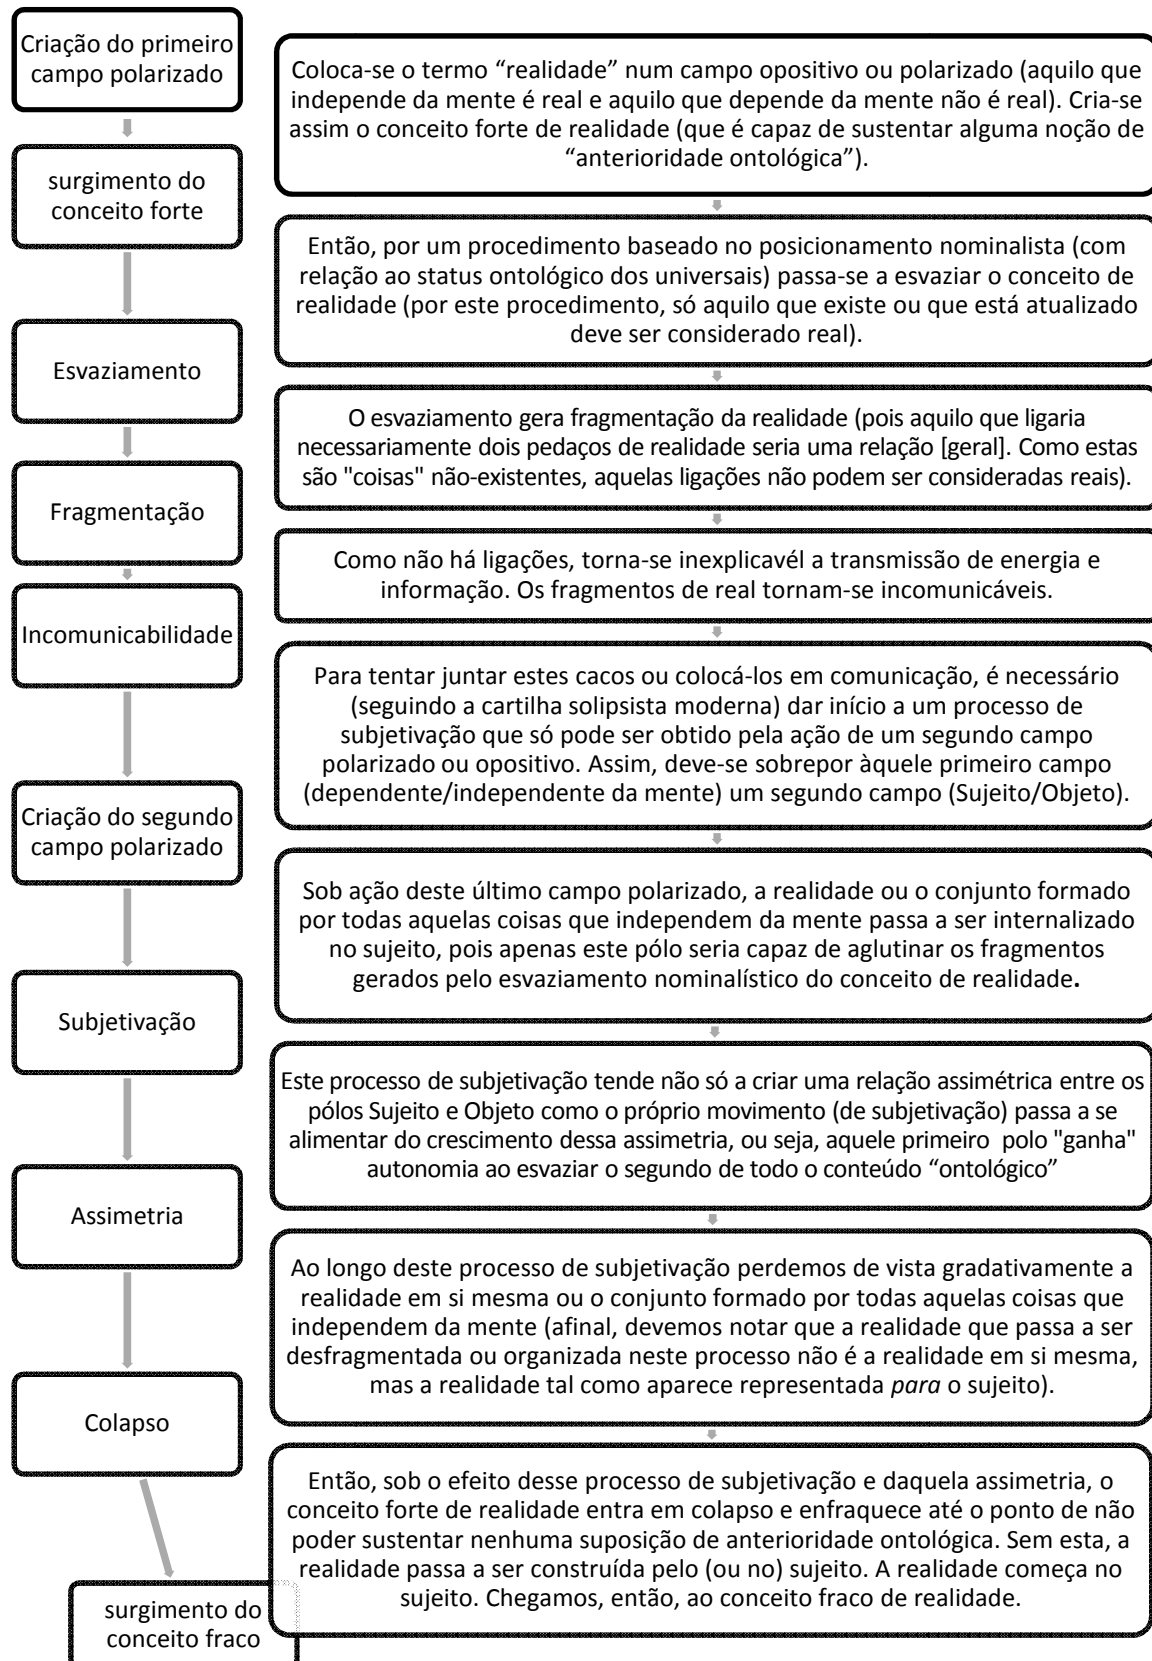 Criação do primeiro
campo polarizado
surgimento do
conceito forte
Esvaziamento
Fragmentação
Incomunicabilidade
Criação do segundo
campo polarizado
Subjetivação
Assimetria
Colapso
surgimento do
conceito fraco
Coloca-se o termo “realidade” num campo opositivo ou polarizado (aquilo que
independe da mente é real e aquilo que depende da mente não é real). Cria-se
assim o conceito forte de realidade (que é capaz de sustentar alguma noção de
“anterioridade ontológica”).
Então, por um procedimento baseado no posicionamento nominalista (com
relação ao status ontológico dos universais) passa-se a esvaziar o conceito de
realidade (por este procedimento, só aquilo que existe ou que está atualizado
deve ser considerado real).
O esvaziamento gera fragmentação da realidade (pois aquilo que ligaria
necessariamente dois pedaços de realidade seria uma relação [geral]. Como estas
são "coisas" não-existentes, aquelas ligações não podem ser consideradas reais).
Como não há ligações, torna-se inexplicavél a transmissão de energia e
informação. Os fragmentos de real tornam-se incomunicáveis.
Para tentar juntar estes cacos ou colocá-los em comunicação, é necessário
(seguindo a cartilha solipsista moderna) dar início a um processo de
subjetivação que só pode ser obtido pela ação de um segundo campo
polarizado ou opositivo. Assim, deve-se sobrepor àquele primeiro campo
(dependente/independente da mente) um segundo campo (Sujeito/Objeto).
Sob ação deste último campo polarizado, a realidade ou o conjunto formado
por todas aquelas coisas que independem da mente passa a ser internalizado
no sujeito, pois apenas este pólo seria capaz de aglutinar os fragmentos
gerados pelo esvaziamento nominalístico do conceito de realidade.
Este processo de subjetivação tende não só a criar uma relação assimétrica entre os
pólos Sujeito e Objeto como o próprio movimento (de subjetivação) passa a se
alimentar do crescimento dessa assimetria, ou seja, aquele primeiro polo "ganha"
autonomia ao esvaziar o segundo de todo o conteúdo “ontológico”
Ao longo deste processo de subjetivação perdemos de vista gradativamente a
realidade em si mesma ou o conjunto formado por todas aquelas coisas que
independem da mente (afinal, devemos notar que a realidade que passa a ser
desfragmentada ou organizada neste processo não é a realidade em si mesma,
mas a realidade tal como aparece representada para o sujeito).
Então, sob o efeito desse processo de subjetivação e daquela assimetria, o
conceito forte de realidade entra em colapso e enfraquece até o ponto de não
poder sustentar nenhuma suposição de anterioridade ontológica. Sem esta, a
realidade passa a ser construída pelo (ou no) sujeito. A realidade começa no
sujeito. Chegamos, então, ao conceito fraco de realidade.